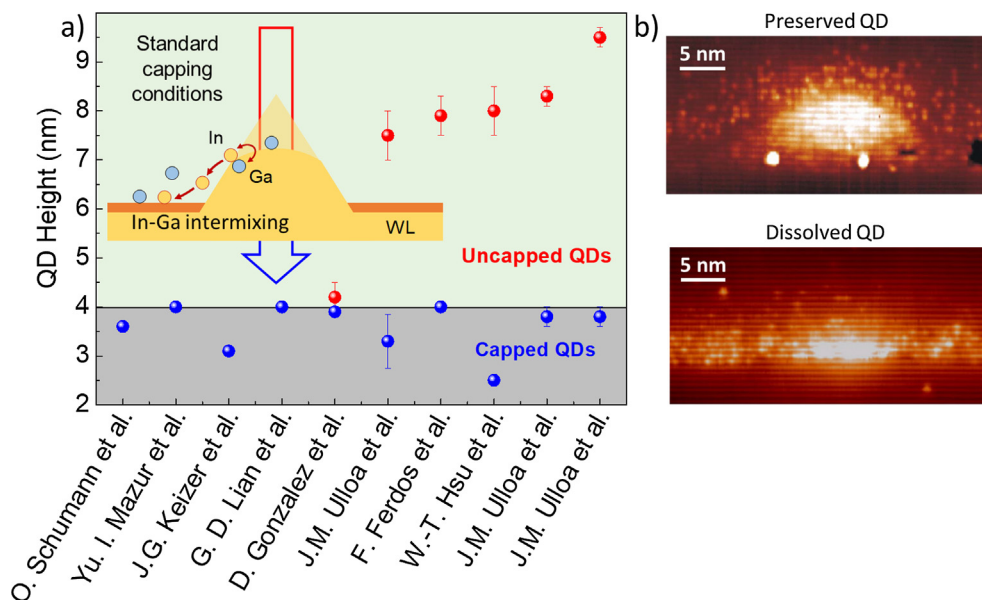 a)
QD Height (nm)
9
8
7
6
5
4
3
2
Standard
capping
conditions
In
Ga
In-Ga intermixing
WL
Uncapped QDs
Capped QDs
O. Schumann et al.
Yu. I. Mazur et al.
J.G. Keizer et al.
G. D. Lian et al.
D. Gonzalez et al.
J.M. Ulloa et al.
F. Ferdos et al.
W.-T. Hsu et al.
J.M. Ulloa et al.
J.M. Ulloa et al.
b)
Preserved QD
5 nm
Dissolved QD
5 nm